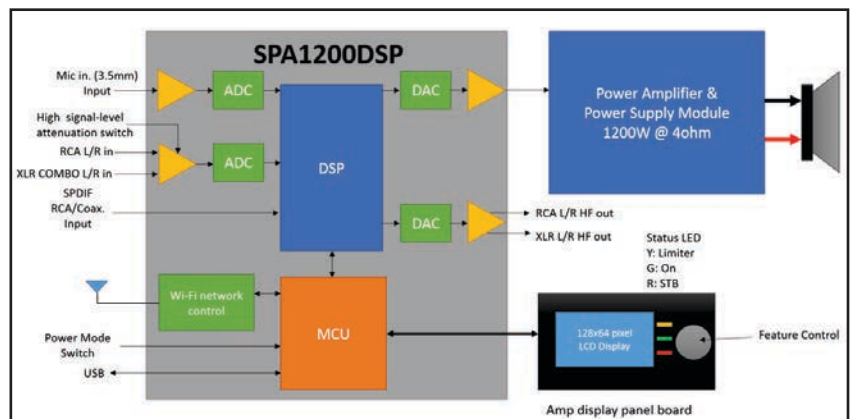 SPA1200DSP
Mic in. (3.5mm)
Input
ADC
DAC
Power Amplifier &
Power Supply Module
1200W @ 4ohm
High signal-level
attenuation switch
RCA L/R in
XLR COMBO L/R in
ADC
DSP
SPDIF
RCA/Coax.
Input
DAC
RCA L/R HF out
XLR L/R HF out
Status LED
Y: Limiter
G: On
R: STB
Wi-Fi network
control
MCU
128x64 pixel
LCD Display
Feature Control
Power Mode
Switch
USB
Amp display panel board